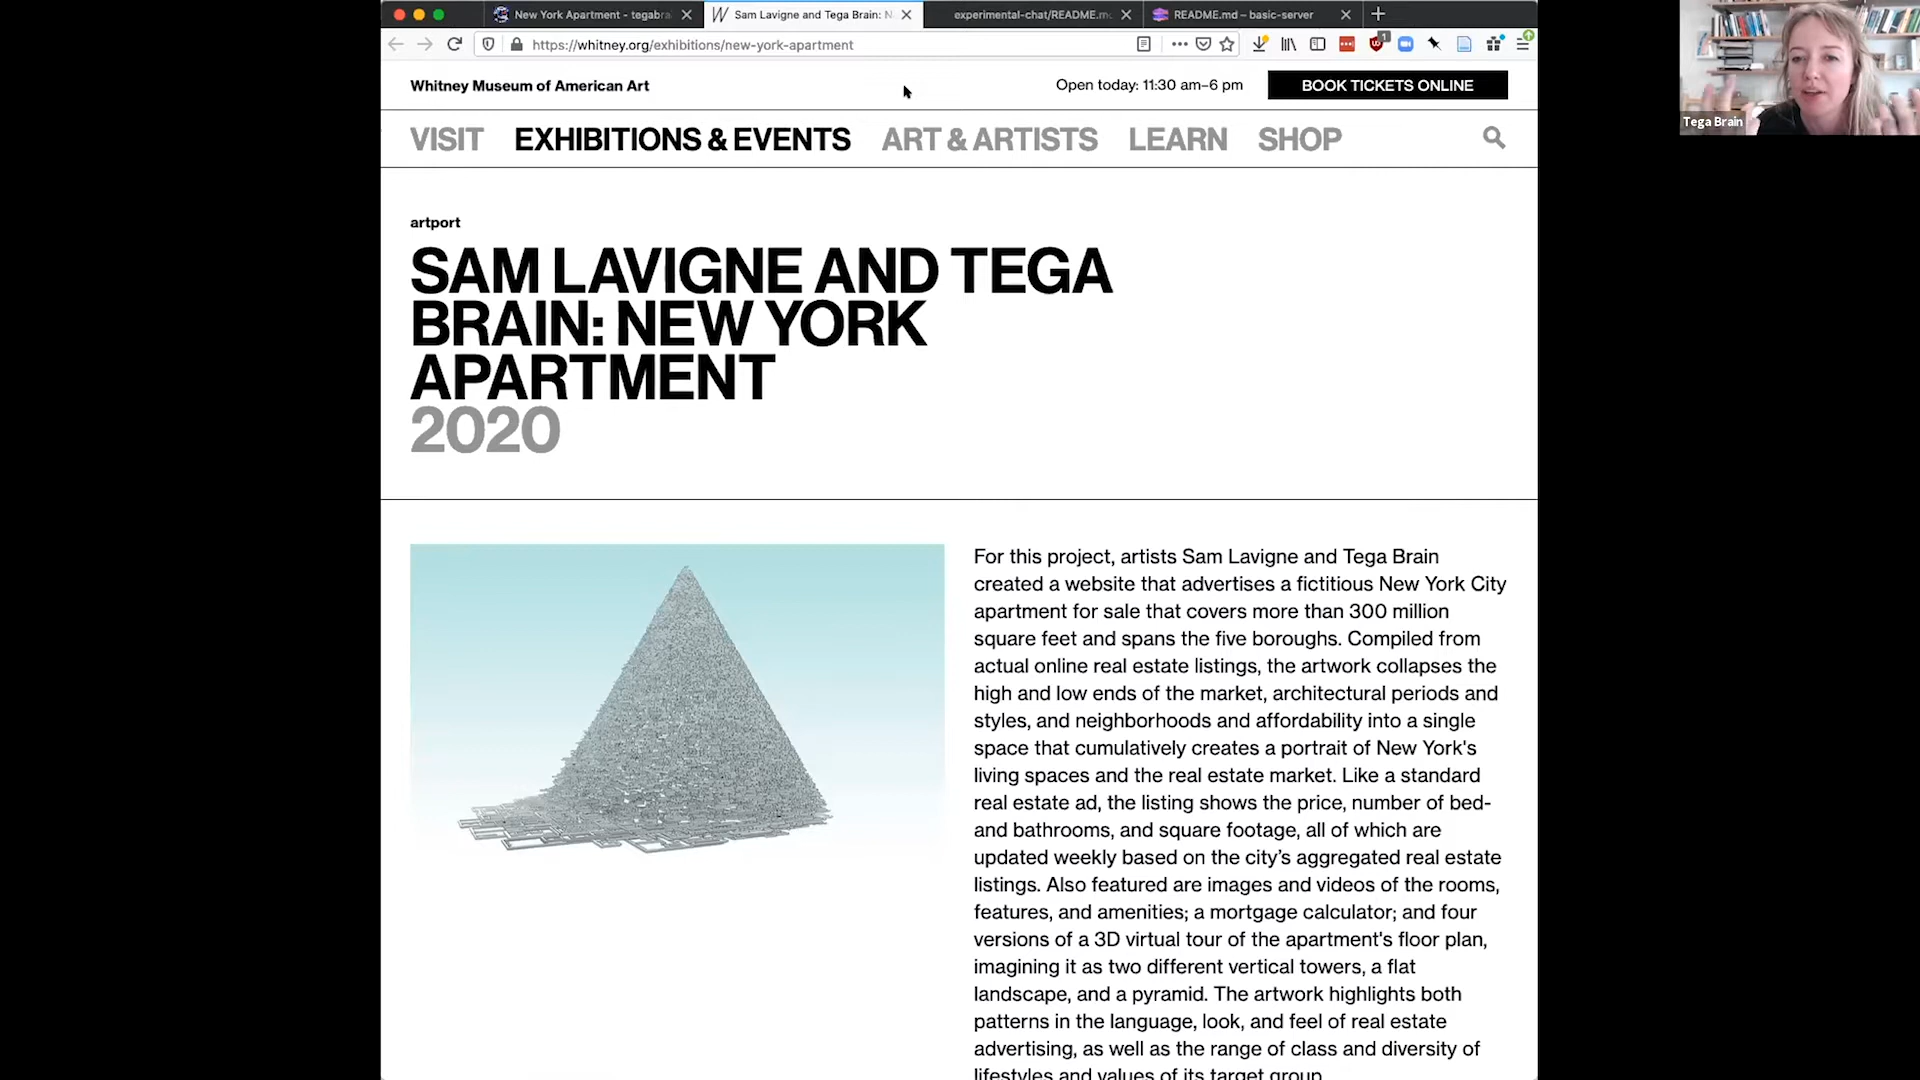 New York Apartment - tegabra
Sam Lavigne and Tega Brain: N
experimental-chat/README.m
README.md – basic-server
https://whitney.org/exhibitions/new-york-apartment
1
Tega Brain
Whitney Museum of American Art
Open today: 11:30 am–6 pm
BOOK TICKETS ONLINE
VISIT
EXHIBITIONS & EVENTS
ART & ARTISTS
LEARN
SHOP
artport
SAM LAVIGNE AND TEGA
BRAIN: NEW YORK
APARTMENT
2020
For this project, artists Sam Lavigne and Tega Brain
created a website that advertises a fictitious New York City
apartment for sale that covers more than 300 million
square feet and spans the five boroughs. Compiled from
actual online real estate listings, the artwork collapses the
high and low ends of the market, architectural periods and
styles, and neighborhoods and affordability into a single
space that cumulatively creates a portrait of New York's
living spaces and the real estate market. Like a standard
real estate ad, the listing shows the price, number of bed-
and bathrooms, and square footage, all of which are
updated weekly based on the city’s aggregated real estate
listings. Also featured are images and videos of the rooms,
features, and amenities; a mortgage calculator; and four
versions of a 3D virtual tour of the apartment's floor plan,
imagining it as two different vertical towers, a flat
landscape, and a pyramid. The artwork highlights both
patterns in the language, look, and feel of real estate
advertising, as well as the range of class and diversity of
lifestyles and values of its target group.